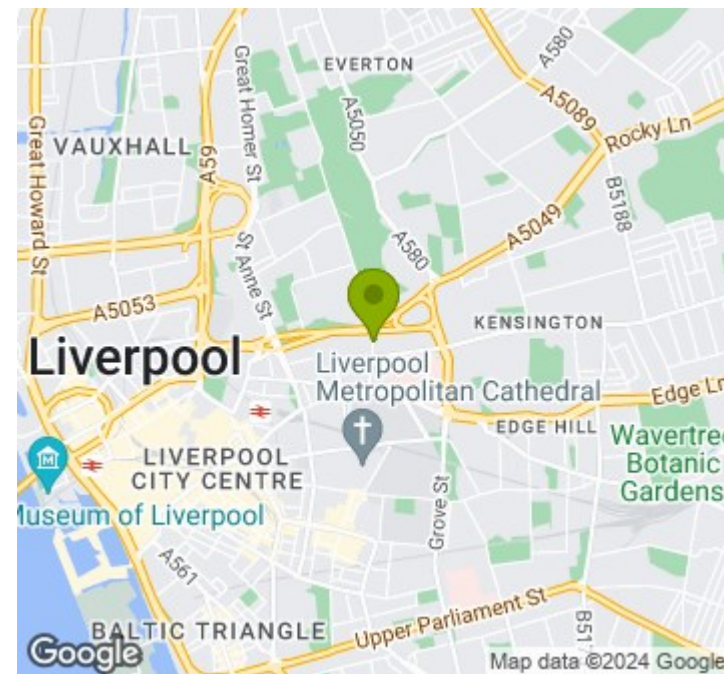 EVERTON
A580
A5089
Rocky Ln
Great Homer St
A5050
VAUXHALL
A59
Great Howard St
B5188
A5049
A580
St Anne St
A5053
KENSINGTON
Liverpool
Liverpool
Metropolitan Cathedral
Edge Ln
EDGE HILL
Wavertree
Botanic
Gardens
LIVERPOOL
CITY CENTRE
M
Museum of Liverpool
Grove St
A561
BALTIC TRIANGLE
Upper Parliament St
B517
Google
Map data ©2024 Google